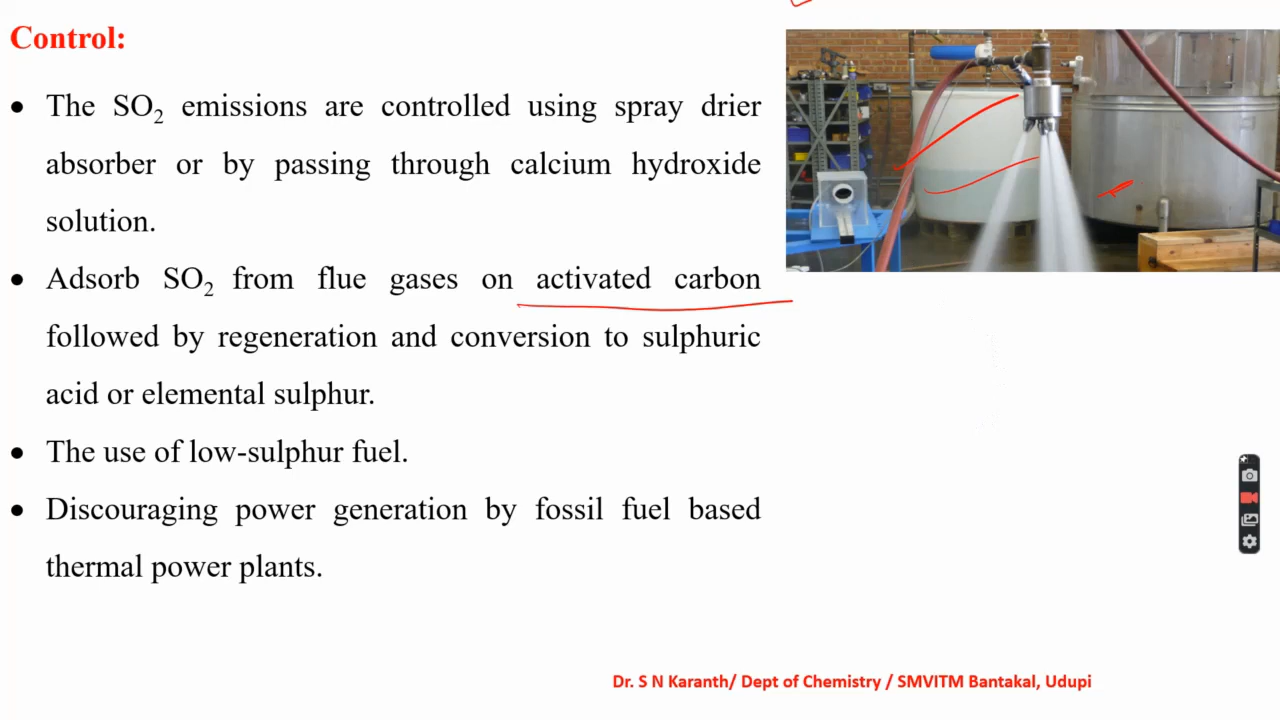 Control:
• The SO₂ emissions are controlled using spray drier
absorber or by passing through calcium hydroxide
solution.
• Adsorb SO₂ from flue gases on activated carbon
followed by regeneration and conversion to sulphuric
acid or elemental sulphur.
• The use of low-sulphur fuel.
• Discouraging power generation by fossil fuel based
thermal power plants.
Dr. S N Karanth/ Dept of Chemistry / SMVITM Bantakal, Udupi